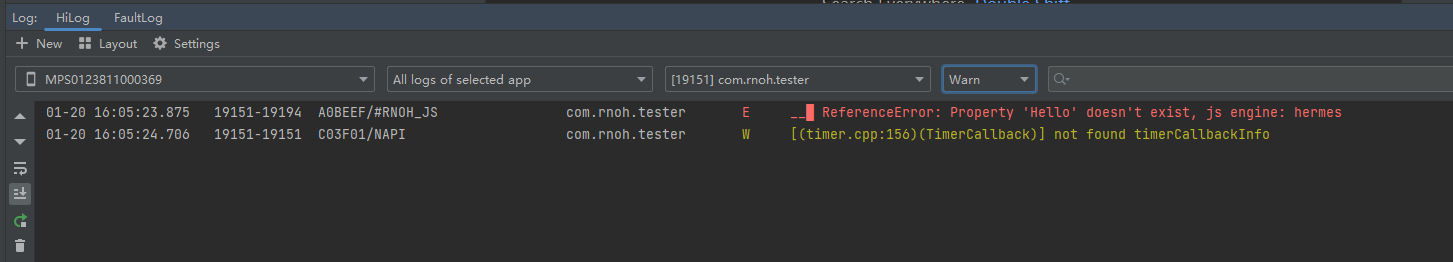 Log: HiLog FaultLog
New Layout Settings
MPS0123811000369 All logs of selected app [19151] com.rnoh.tester Warn
01-20 16:05:23.875 19151-19194 A0BEEF/#RNOH_JS com.rnoh.tester E __█ ReferenceError: Property 'Hello' doesn't exist, js engine: hermes
01-20 16:05:24.706 19151-19151 C03F01/NAPI com.rnoh.tester W [(timer.cpp:156)(TimerCallback)] not found timerCallbackInfo